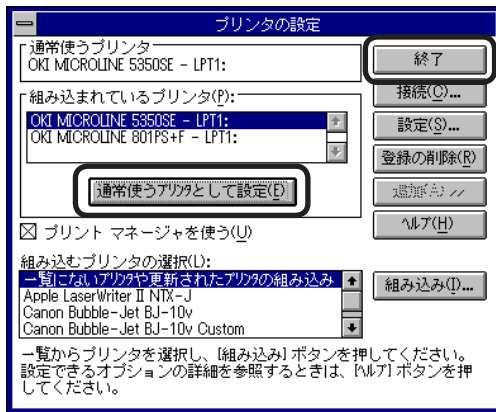 プリンタの設定
通常使うプリンタ
OKI MICROLINE 5350SE - LPT1:
終了
組み込まれているプリンタ(P):
接続(C)...
OKI MICROLINE 5350SE - LPT1:
OKI MICROLINE 801PS+F - LPT1:
設定(S)...
登録の削除(R)
通常使うプリンタとして設定(E)
追加(A) >>
ヘルプ(H)
プリント マネージャを使う(U)
組み込むプリンタの選択(L):
一覧にないプリンタや更新されたプリンタの組み込み
Apple LaserWriter II NTX-J
Canon Bubble-Jet BJ-10v
Canon Bubble-Jet BJ-10v Custom
組み込み(I)...
一覧からプリンタを選択し、[組み込み] ボタンを押してください。
設定できるオプションの詳細を参照するときは、[ヘルプ] ボタンを押
してください。